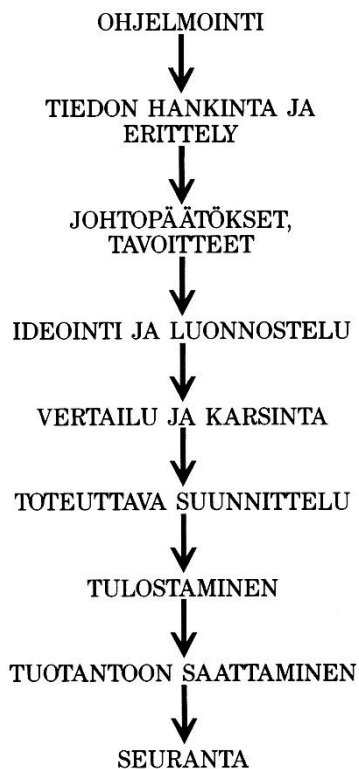 OHJELMOINTI
TIEDON HANKINTA JA
ERITTELY
JOHTOPÄÄTÖKSET,
TAVOITTEET
IDEOINTI JA LUONNOSTELU
VERTAILU JA KARSINTA
TOTEUTTAVA SUUNNITTELU
TULOSTAMINEN
TUOTANTOON SAATTAMINEN
SEURANTA